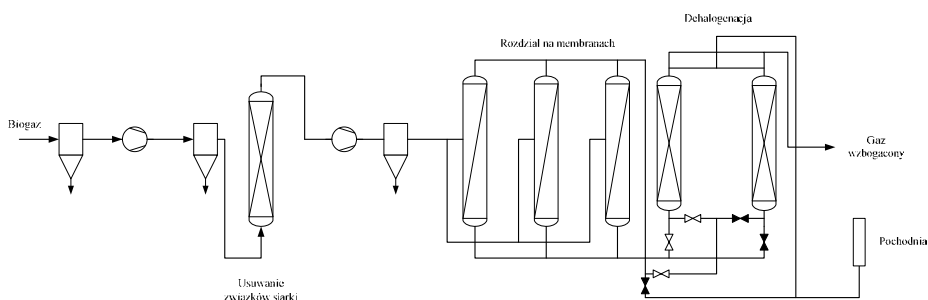 Dehalogenacja
Rozdział na membranach
Biogaz
Gaz
wzbogacony
Pochodnia
Usuwanie
związków siarki